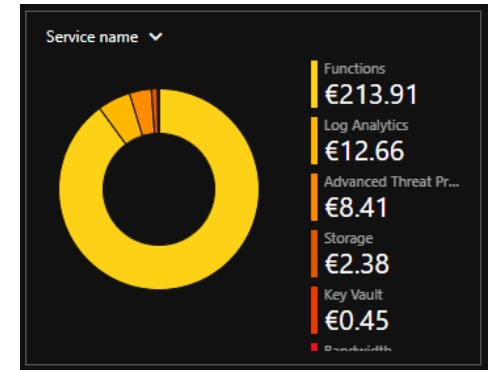 Service name
Functions
€213.91
Log Analytics
€12.66
Advanced Threat Pr...
€8.41
Storage
€2.38
Key Vault
€0.45
Bandwidth